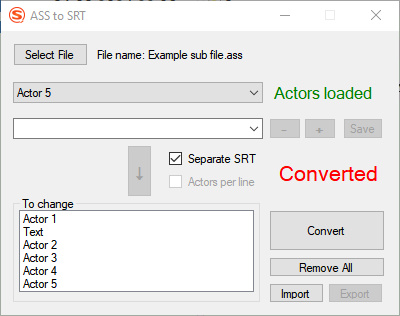 ASS to SRT
Select File
File name: Example sub file.ass
Actor 5
Actors loaded
-
+
Save
↓
Separate SRT
Actors per line
Converted
To change
Actor 1
Text
Actor 2
Actor 3
Actor 4
Actor 5
Convert
Remove All
Import
Export